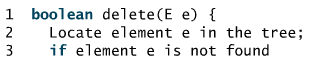 1 boolean delete(E e) {
2   Locate element e in the tree;
3   if element e is not found